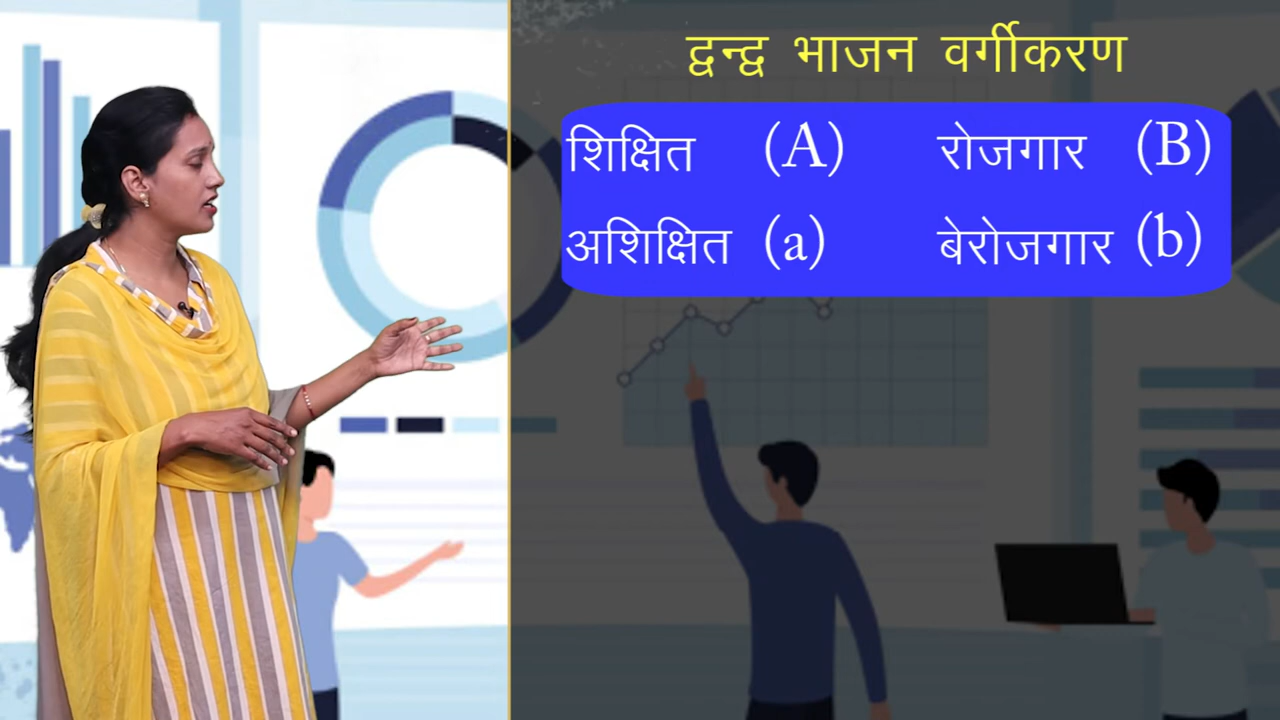 द्वन्द्व भाजन वर्गीकरण
शिक्षित (A) रोजगार (B)
अशिक्षित (a) बेरोजगार (b)